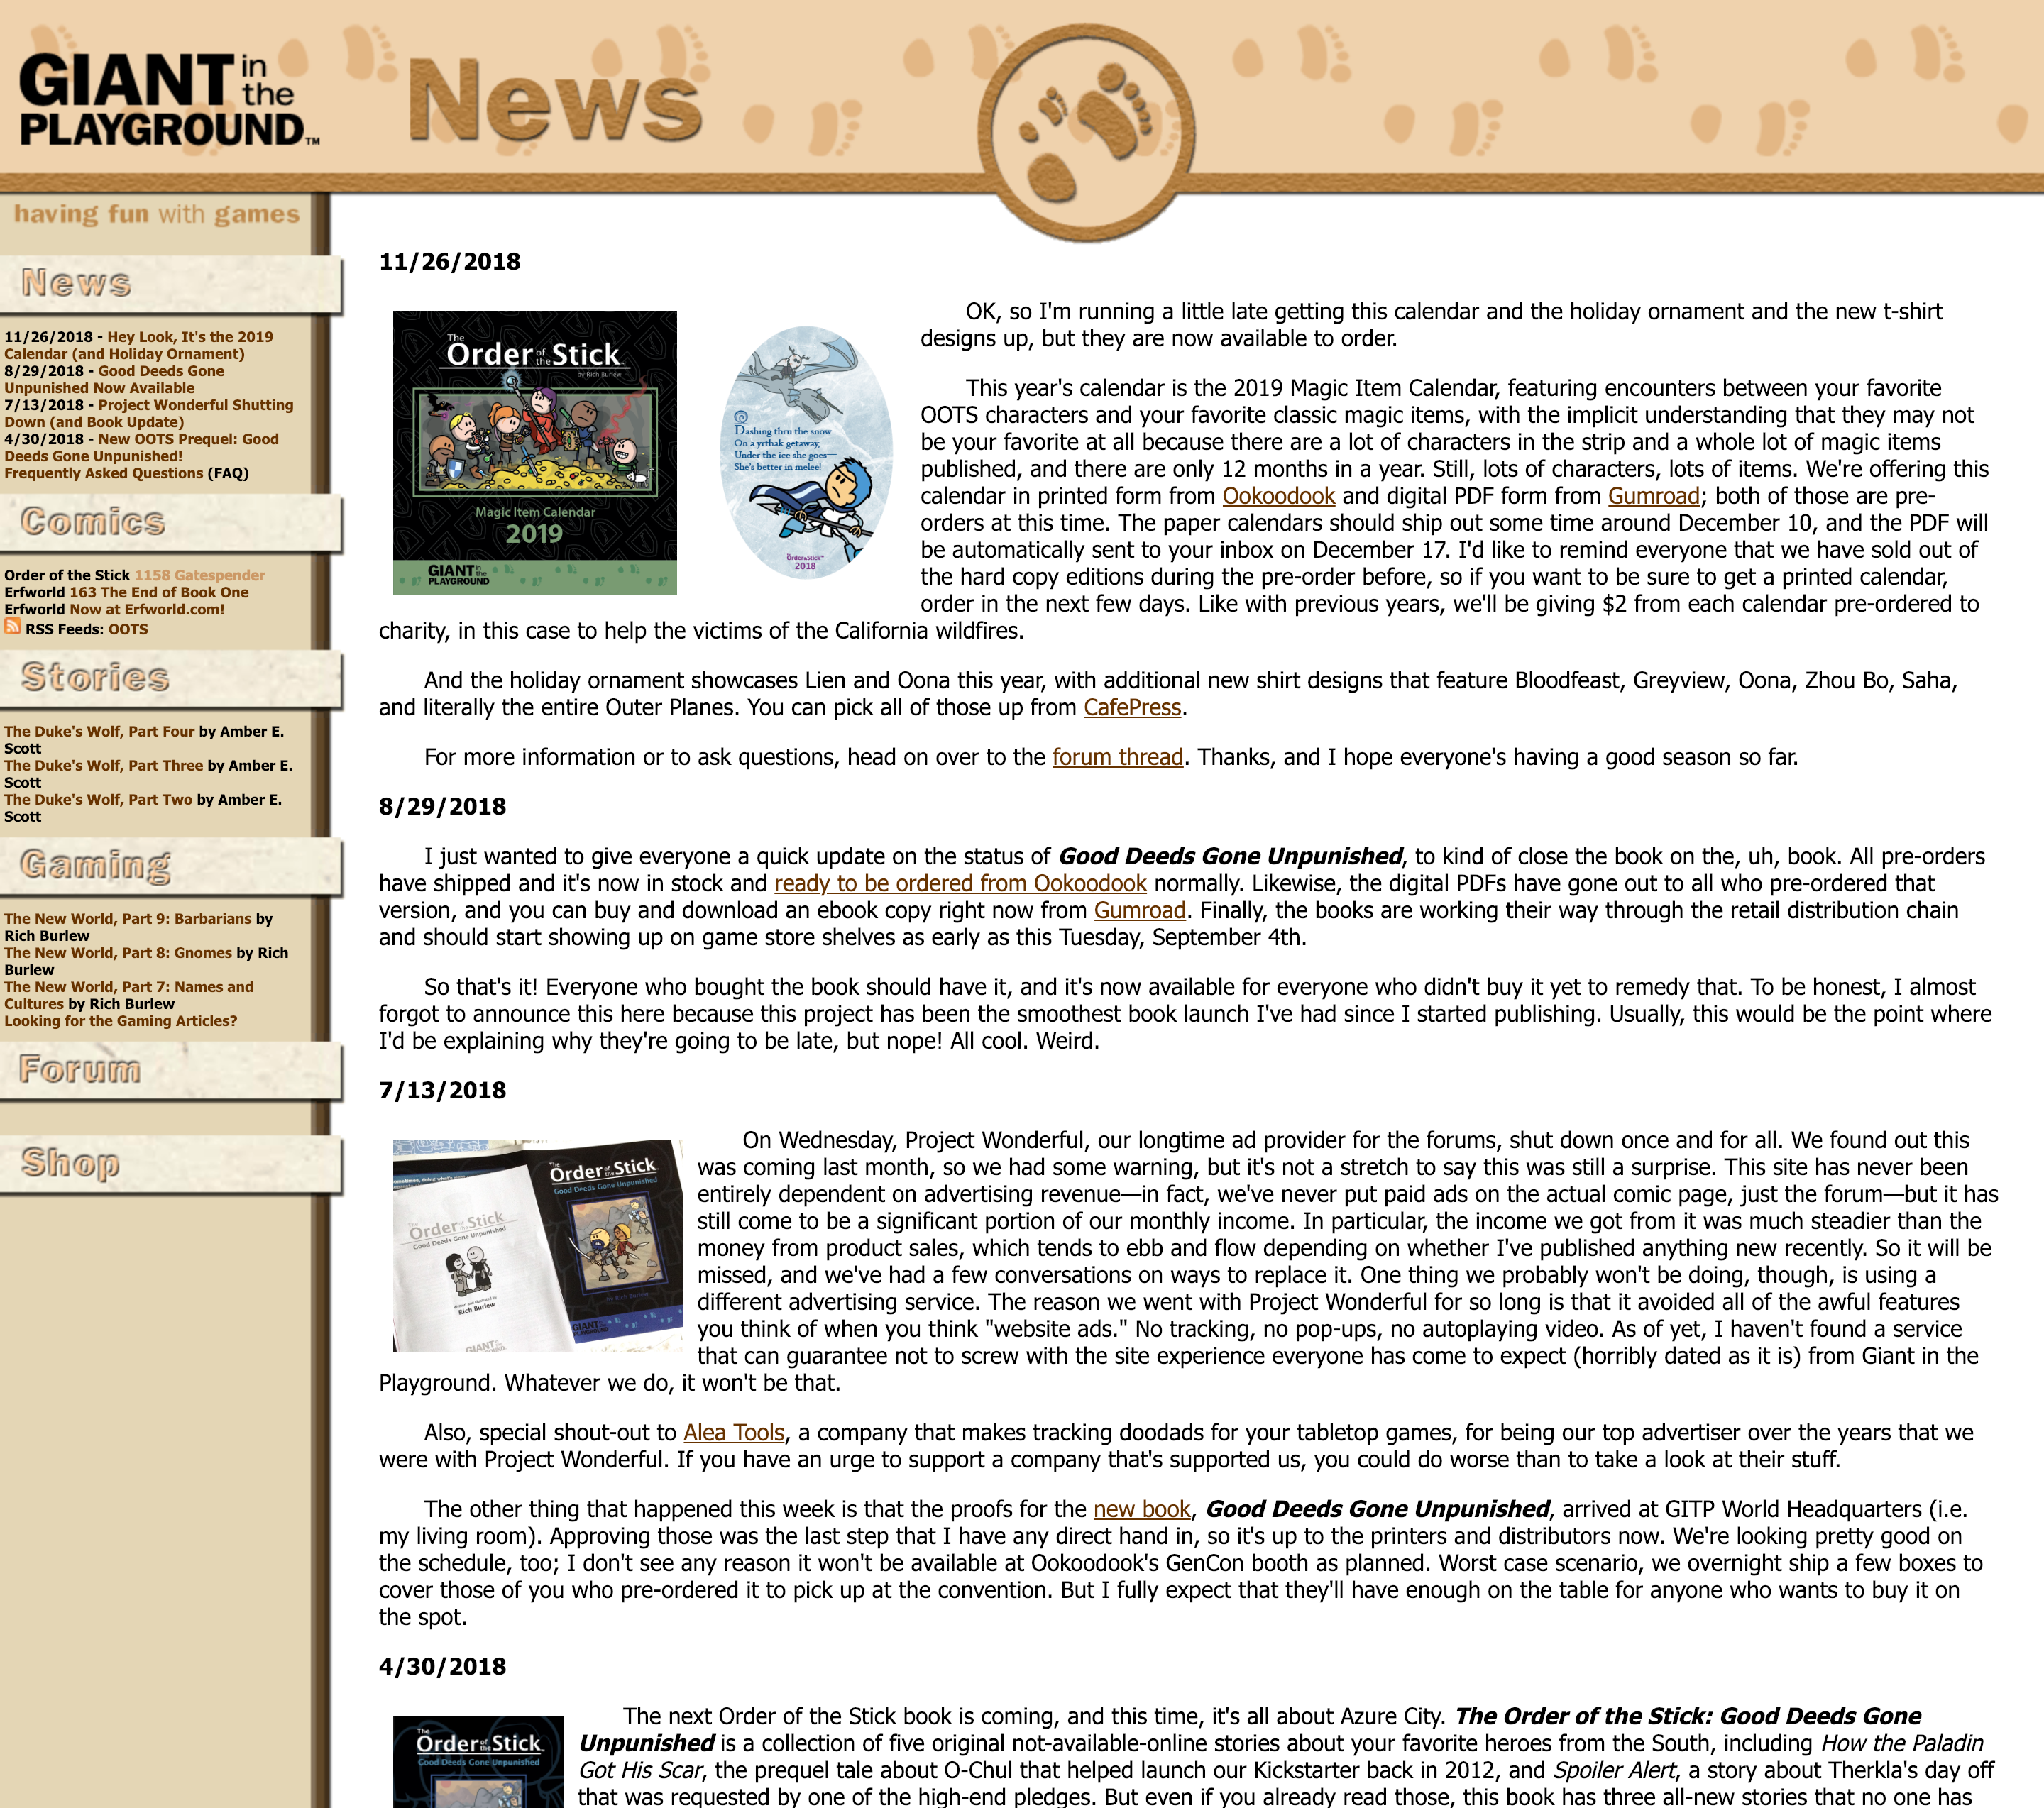 GIANT in the PLAYGROUND™
News
having fun with games
News
11/26/2018 - Hey Look, It's the 2019
Calendar (and Holiday Ornament)
8/29/2018 - Good Deeds Gone
Unpunished Now Available
7/13/2018 - Project Wonderful Shutting
Down (and Book Update)
4/30/2018 - New OOTS Prequel: Good
Deeds Gone Unpunished!
Frequently Asked Questions (FAQ)
Comics
Order of the Stick 1158 Gatespender
Erfworld 163 The End of Book One
Erfworld Now at Erfworld.com!
RSS Feeds: OOTS
Stories
The Duke's Wolf, Part Four by Amber E.
Scott
The Duke's Wolf, Part Three by Amber E.
Scott
The Duke's Wolf, Part Two by Amber E.
Scott
Gaming
The New World, Part 9: Barbarians by
Rich Burlew
The New World, Part 8: Gnomes by Rich
Burlew
The New World, Part 7: Names and
Cultures by Rich Burlew
Looking for the Gaming Articles?
Forum
Shop
11/26/2018
The Order of the Stick
by Rich Burlew
Magic Item Calendar
2019
GIANT in the PLAYGROUND
Dashing thru the snow
On a yrthak getaway,
Under the ice she goes—
She's better in melee!
Order of the Stick™
2018
OK, so I'm running a little late getting this calendar and the holiday ornament and the new t-shirt
designs up, but they are now available to order.
This year's calendar is the 2019 Magic Item Calendar, featuring encounters between your favorite
OOTS characters and your favorite classic magic items, with the implicit understanding that they may not
be your favorite at all because there are a lot of characters in the strip and a whole lot of magic items
published, and there are only 12 months in a year. Still, lots of characters, lots of items. We're offering this
calendar in printed form from Ookoodook and digital PDF form from Gumroad; both of those are pre-
orders at this time. The paper calendars should ship out some time around December 10, and the PDF will
be automatically sent to your inbox on December 17. I'd like to remind everyone that we have sold out of
the hard copy editions during the pre-order before, so if you want to be sure to get a printed calendar,
order in the next few days. Like with previous years, we'll be giving $2 from each calendar pre-ordered to
charity, in this case to help the victims of the California wildfires.
And the holiday ornament showcases Lien and Oona this year, with additional new shirt designs that feature Bloodfeast, Greyview, Oona, Zhou Bo, Saha,
and literally the entire Outer Planes. You can pick all of those up from CafePress.
For more information or to ask questions, head on over to the forum thread. Thanks, and I hope everyone's having a good season so far.
8/29/2018
I just wanted to give everyone a quick update on the status of Good Deeds Gone Unpunished, to kind of close the book on the, uh, book. All pre-orders
have shipped and it's now in stock and ready to be ordered from Ookoodook normally. Likewise, the digital PDFs have gone out to all who pre-ordered that
version, and you can buy and download an ebook copy right now from Gumroad. Finally, the books are working their way through the retail distribution chain
and should start showing up on game store shelves as early as this Tuesday, September 4th.
So that's it! Everyone who bought the book should have it, and it's now available for everyone who didn't buy it yet to remedy that. To be honest, I almost
forgot to announce this here because this project has been the smoothest book launch I've had since I started publishing. Usually, this would be the point where
I'd be explaining why they're going to be late, but nope! All cool. Weird.
7/13/2018
The Order of the Stick
Good Deeds Gone Unpunished
Rich Burlew
The Order of the Stick
Good Deeds Gone Unpunished
By Rich Burlew
GIANT in the PLAYGROUND
On Wednesday, Project Wonderful, our longtime ad provider for the forums, shut down once and for all. We found out this
was coming last month, so we had some warning, but it's not a stretch to say this was still a surprise. This site has never been
entirely dependent on advertising revenue—in fact, we've never put paid ads on the actual comic page, just the forum—but it has
still come to be a significant portion of our monthly income. In particular, the income we got from it was much steadier than the
money from product sales, which tends to ebb and flow depending on whether I've published anything new recently. So it will be
missed, and we've had a few conversations on ways to replace it. One thing we probably won't be doing, though, is using a
different advertising service. The reason we went with Project Wonderful for so long is that it avoided all of the awful features
you think of when you think "website ads." No tracking, no pop-ups, no autoplaying video. As of yet, I haven't found a service
that can guarantee not to screw with the site experience everyone has come to expect (horribly dated as it is) from Giant in the
Playground. Whatever we do, it won't be that.
Also, special shout-out to Alea Tools, a company that makes tracking doodads for your tabletop games, for being our top advertiser over the years that we
were with Project Wonderful. If you have an urge to support a company that's supported us, you could do worse than to take a look at their stuff.
The other thing that happened this week is that the proofs for the new book, Good Deeds Gone Unpunished, arrived at GITP World Headquarters (i.e.
my living room). Approving those was the last step that I have any direct hand in, so it's up to the printers and distributors now. We're looking pretty good on
the schedule, too; I don't see any reason it won't be available at Ookoodook's GenCon booth as planned. Worst case scenario, we overnight ship a few boxes to
cover those of you who pre-ordered it to pick up at the convention. But I fully expect that they'll have enough on the table for anyone who wants to buy it on
the spot.
4/30/2018
The Order of the Stick
Good Deeds Gone Unpunished
The next Order of the Stick book is coming, and this time, it's all about Azure City. The Order of the Stick: Good Deeds Gone
Unpunished is a collection of five original not-available-online stories about your favorite heroes from the South, including How the Paladin
Got His Scar, the prequel tale about O-Chul that helped launch our Kickstarter back in 2012, and Spoiler Alert, a story about Therkla's day off
that was requested by one of the high-end pledges. But even if you already read those, this book has three all-new stories that no one has